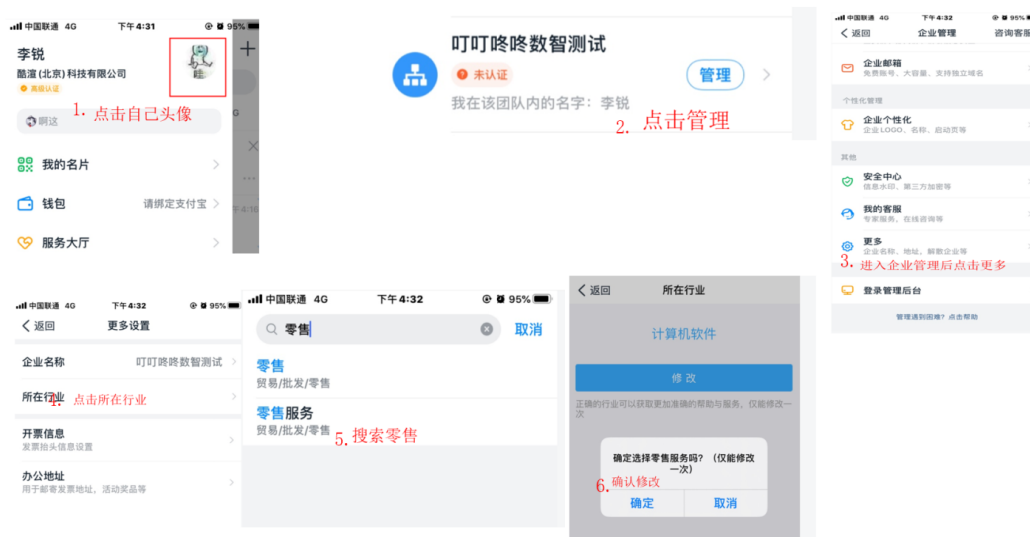 中国联通 4G 下午4:31 95%
李锐
酷渲(北京)科技有限公司
高级认证
1. 点击自己头像
啊这
我的名片
钱包 请绑定支付宝
下午4:16
服务大厅
叮叮咚咚数智测试
未认证
管理
我在该团队内的名字：李锐
2. 点击管理
中国联通 4G 下午4:32 95%
返回 企业管理 咨询客服
企业邮箱
免费账号、大容量、支持独立域名
个性化管理
企业个性化
企业LOGO、名称、启动页等
其他
安全中心
信息水印、第三方加密等
我的客服
专家服务，在线咨询等
更多
企业名称、地址，解散企业等
3. 进入企业管理后点击更多
登录管理后台
管理遇到困难？点击帮助
中国联通 4G 下午4:32 95%
返回 更多设置
企业名称 叮叮咚咚数智测试
所在行业
4. 点击所在行业
开票信息
发票抬头信息设置
办公地址
用于邮寄发票地址，活动奖品等
中国联通 4G 下午4:32 95%
零售 取消
零售
贸易/批发/零售
零售服务
贸易/批发/零售
5. 搜索零售
返回 所在行业
计算机软件
修改
正确的行业可以获取更加准确的帮助与服务，仅能修改一
次
确定选择零售服务吗？（仅能修改
一次）
6. 确认修改
确定 取消